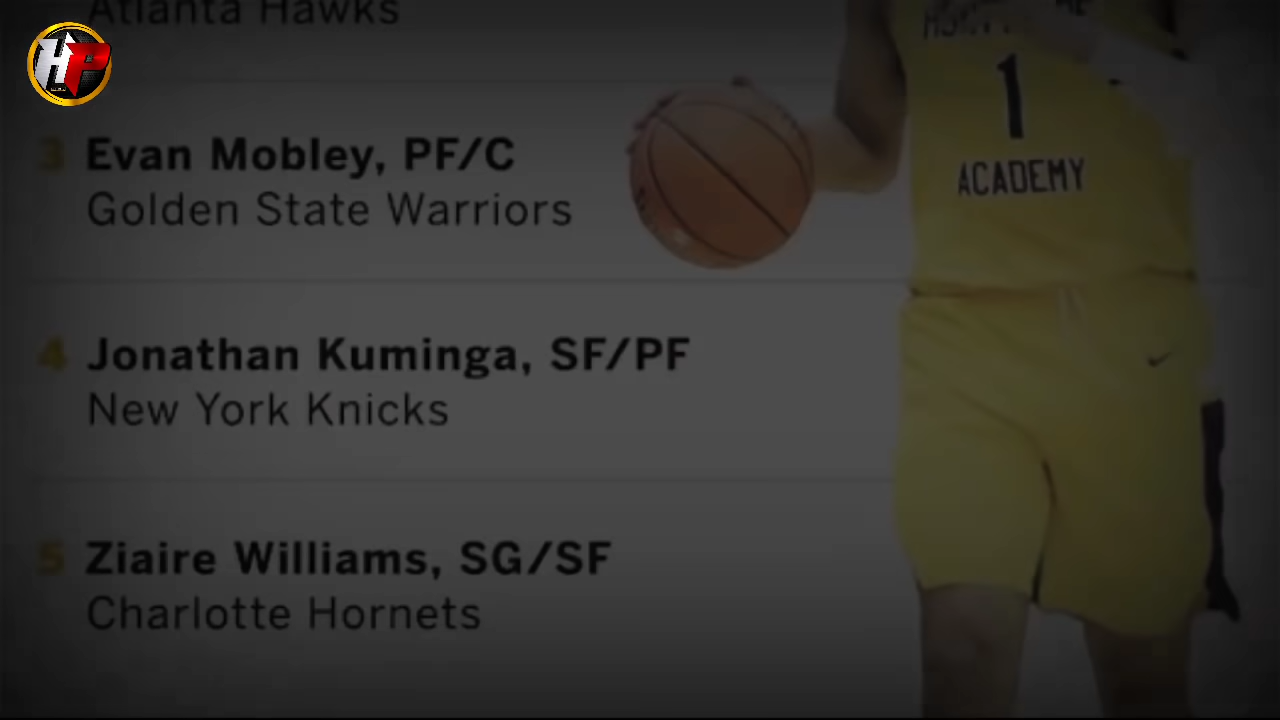 Atlanta Hawks
HP
3 Evan Mobley, PF/C
Golden State Warriors
1
ACADEMY
4 Jonathan Kuminga, SF/PF
New York Knicks
5 Ziaire Williams, SG/SF
Charlotte Hornets